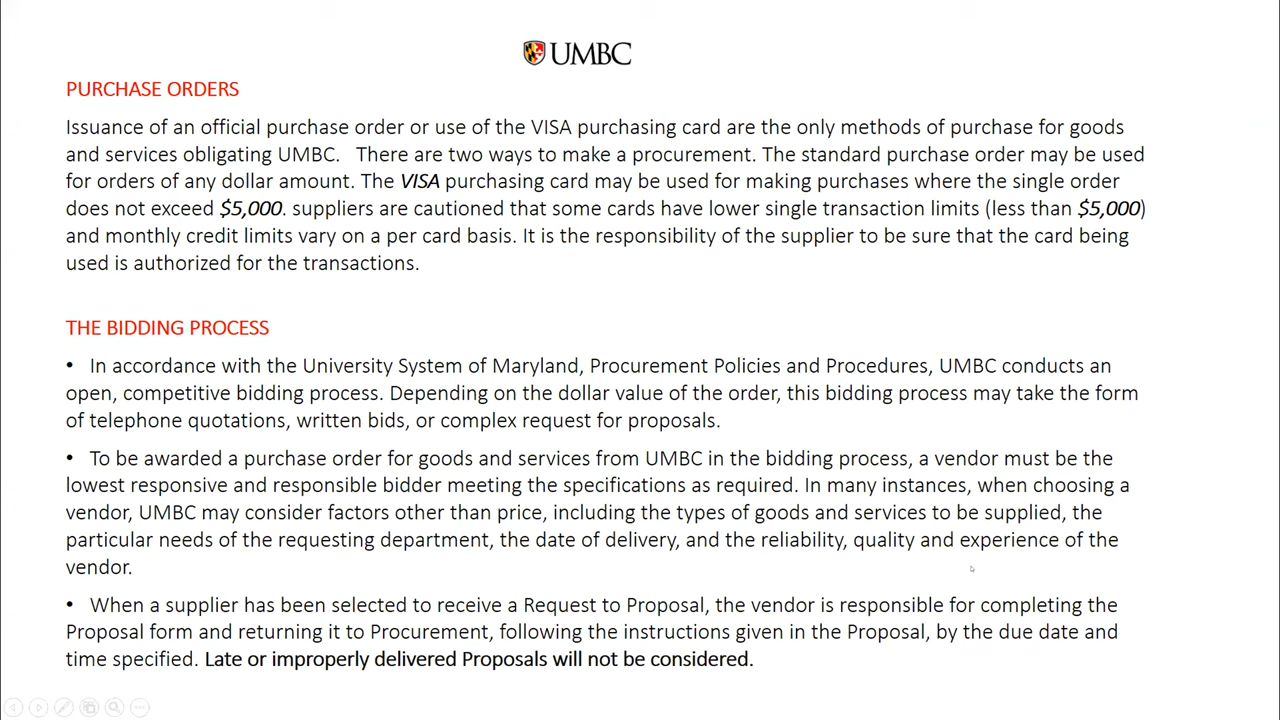 UMBC
PURCHASE ORDERS
Issuance of an official purchase order or use of the VISA purchasing card are the only methods of purchase for goods
and services obligating UMBC. There are two ways to make a procurement. The standard purchase order may be used
for orders of any dollar amount. The VISA purchasing card may be used for making purchases where the single order
does not exceed $5,000. suppliers are cautioned that some cards have lower single transaction limits (less than $5,000)
and monthly credit limits vary on a per card basis. It is the responsibility of the supplier to be sure that the card being
used is authorized for the transactions.
THE BIDDING PROCESS
• In accordance with the University System of Maryland, Procurement Policies and Procedures, UMBC conducts an
open, competitive bidding process. Depending on the dollar value of the order, this bidding process may take the form
of telephone quotations, written bids, or complex request for proposals.
• To be awarded a purchase order for goods and services from UMBC in the bidding process, a vendor must be the
lowest responsive and responsible bidder meeting the specifications as required. In many instances, when choosing a
vendor, UMBC may consider factors other than price, including the types of goods and services to be supplied, the
particular needs of the requesting department, the date of delivery, and the reliability, quality and experience of the
vendor.
• When a supplier has been selected to receive a Request to Proposal, the vendor is responsible for completing the
Proposal form and returning it to Procurement, following the instructions given in the Proposal, by the due date and
time specified. Late or improperly delivered Proposals will not be considered.